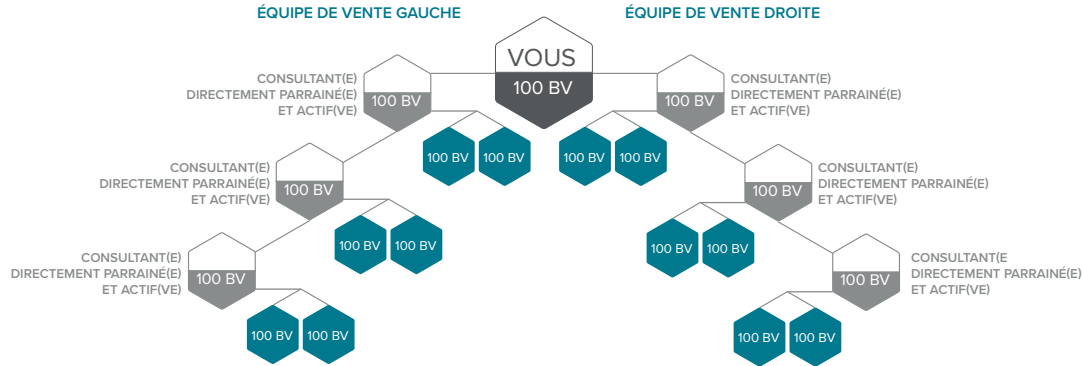 ÉQUIPE DE VENTE GAUCHE
ÉQUIPE DE VENTE DROITE
VOUS
100 BV
CONSULTANT(E)
DIRECTEMENT PARRAINÉ(E)
ET ACTIF(VE)
100 BV
100 BV
CONSULTANT(E)
DIRECTEMENT PARRAINÉ(E)
ET ACTIF(VE)
100 BV
100 BV
100 BV
100 BV
CONSULTANT(E)
DIRECTEMENT PARRAINÉ(E)
ET ACTIF(VE)
100 BV
100 BV
CONSULTANT(E)
DIRECTEMENT PARRAINÉ(E)
ET ACTIF(VE)
100 BV
100 BV
100 BV
100 BV
CONSULTANT(E)
DIRECTEMENT PARRAINÉ(E)
ET ACTIF(VE)
100 BV
100 BV
CONSULTANT(E
DIRECTEMENT PARRAINÉ(E)
ET ACTIF(VE)
100 BV
100 BV
100 BV
100 BV